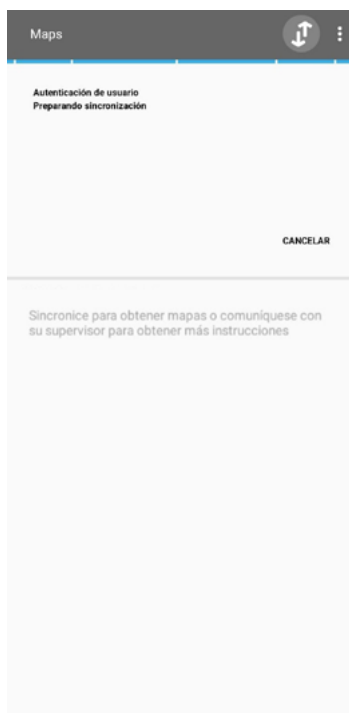 Maps
Autenticación de usuario
Preparando sincronización
CANCELAR
Sincronice para obtener mapas o comuníquese con
su supervisor para obtener más instrucciones